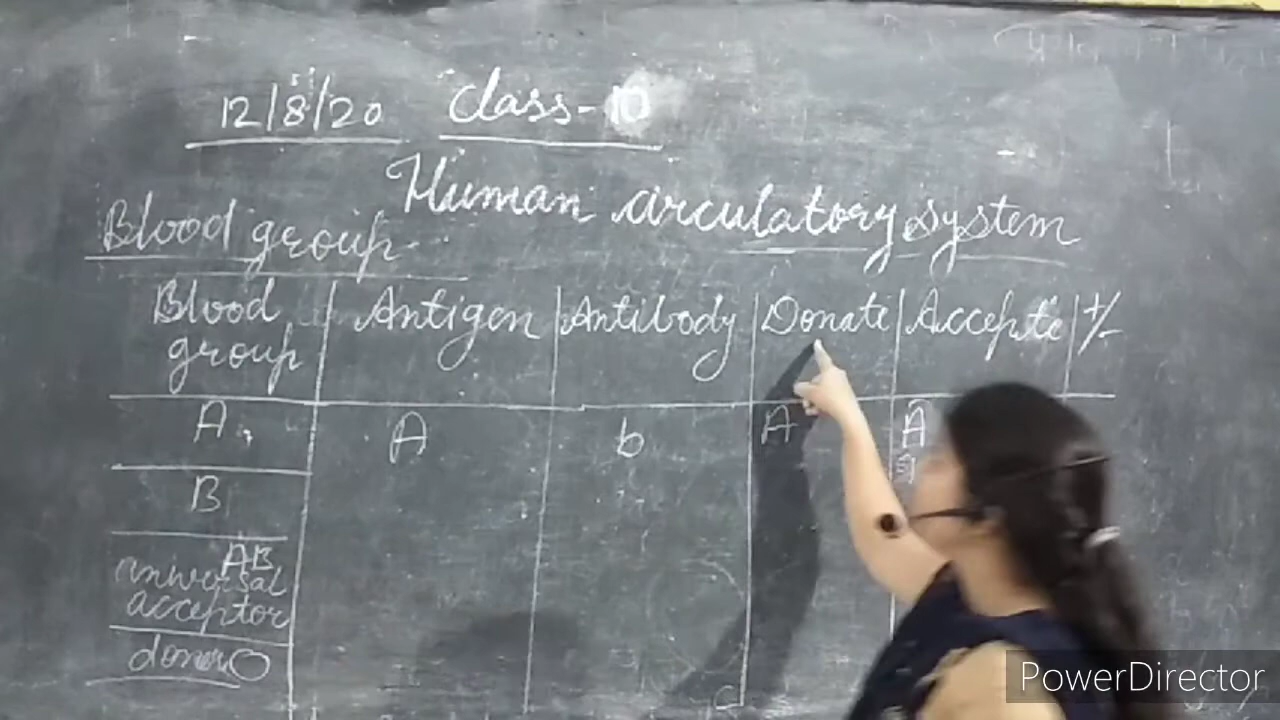 12/8/20 Class-10
Human circulatory system
Blood group
Blood group Antigen Antibody Donate Accepte +/-
A A b A A
B
AB
universal
acceptor
donor O
PowerDirector